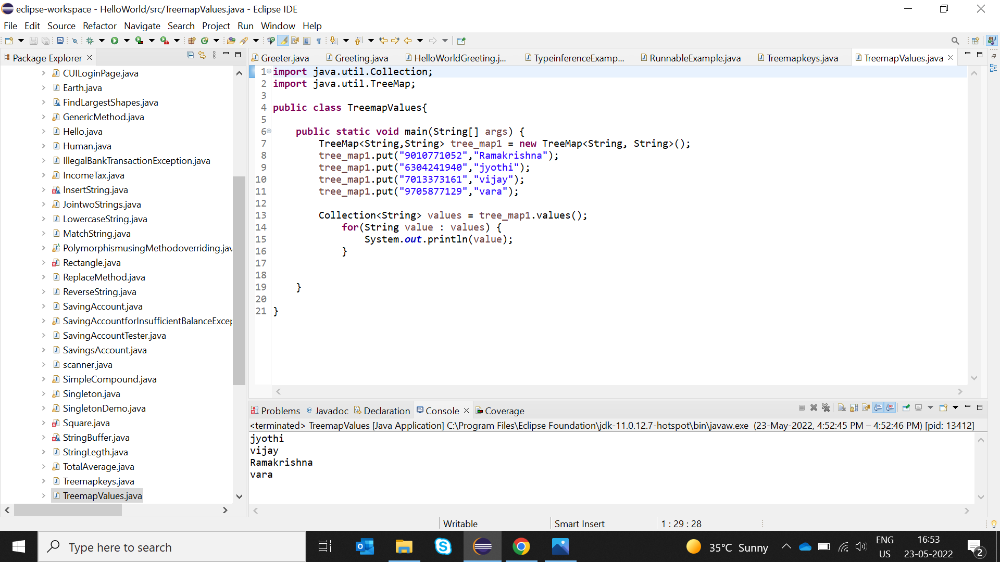 eclipse-workspace - HelloWorld/src/TreemapValues.java - Eclipse IDE
File Edit Source Refactor Navigate Search Project Run Window Help
Package Explorer
CUILoginPage.java
Earth.java
FindLargestShapes.java
GenericMethod.java
Hello.java
Human.java
IllegalBankTransactionException.java
IncomeTax.java
InsertString.java
JointwoStrings.java
LowercaseString.java
MatchString.java
PolymorphismusingMethodoverriding.jav
Rectangle.java
ReplaceMethod.java
ReverseString.java
SavingAccount.java
SavingAccountforInsufficientBalanceExcep
SavingAccountTester.java
SavingsAccount.java
scanner.java
SimpleCompound.java
Singleton.java
SingletonDemo.java
Square.java
StringBuffer.java
StringLegth.java
TotalAverage.java
Treemapkeys.java
TreemapValues.java
Greeter.java Greeting.java HelloWorldGreeting.j... TypeinferenceExamp... RunnableExample.java Treemapkeys.java TreemapValues.java
1 import java.util.Collection;
2 import java.util.TreeMap;
3
4 public class TreemapValues{
5
6 public static void main(String[] args) {
7 TreeMap<String,String> tree_map1 = new TreeMap<String, String>();
8 tree_map1.put("9010771052","Ramakrishna");
9 tree_map1.put("6304241940","jyothi");
10 tree_map1.put("7013373161","vijay");
11 tree_map1.put("9705877129","vara");
12
13 Collection<String> values = tree_map1.values();
14 for(String value : values) {
15 System.out.println(value);
16 }
17
18
19 }
20
21 }
Problems @ Javadoc Declaration Console Coverage
<terminated> TreemapValues [Java Application] C:\Program Files\Eclipse Foundation\jdk-11.0.12.7-hotspot\bin\javaw.exe (23-May-2022, 4:52:45 PM – 4:52:46 PM) [pid: 13412]
jyothi
vijay
Ramakrishna
vara
Writable Smart Insert 1 : 29 : 28
Type here to search
35°C Sunny
ENG
US
16:53
23-05-2022
2